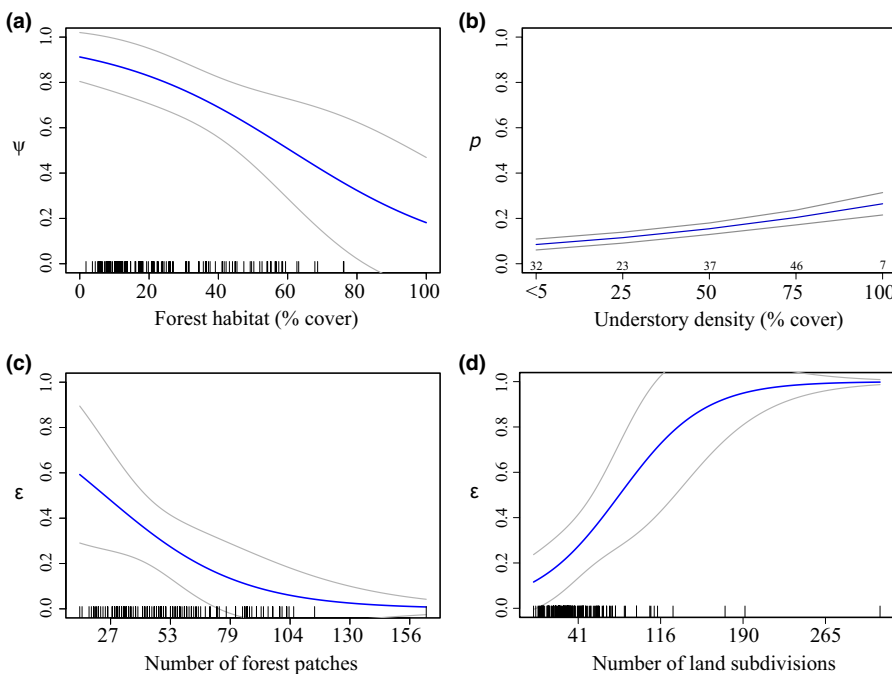 (a)
1.0
0.8
0.6
0.4
0.2
0.0
ψ
0 20 40 60 80 100
Forest habitat (% cover)
(b)
1.0
0.8
0.6
0.4
0.2
0.0
p
32 23 37 46 7
<5 25 50 75 100
Understory density (% cover)
(c)
1.0
0.8
0.6
0.4
0.2
0.0
ε
27 53 79 104 130 156
Number of forest patches
(d)
1.0
0.8
0.6
0.4
0.2
0.0
ε
41 116 190 265
Number of land subdivisions